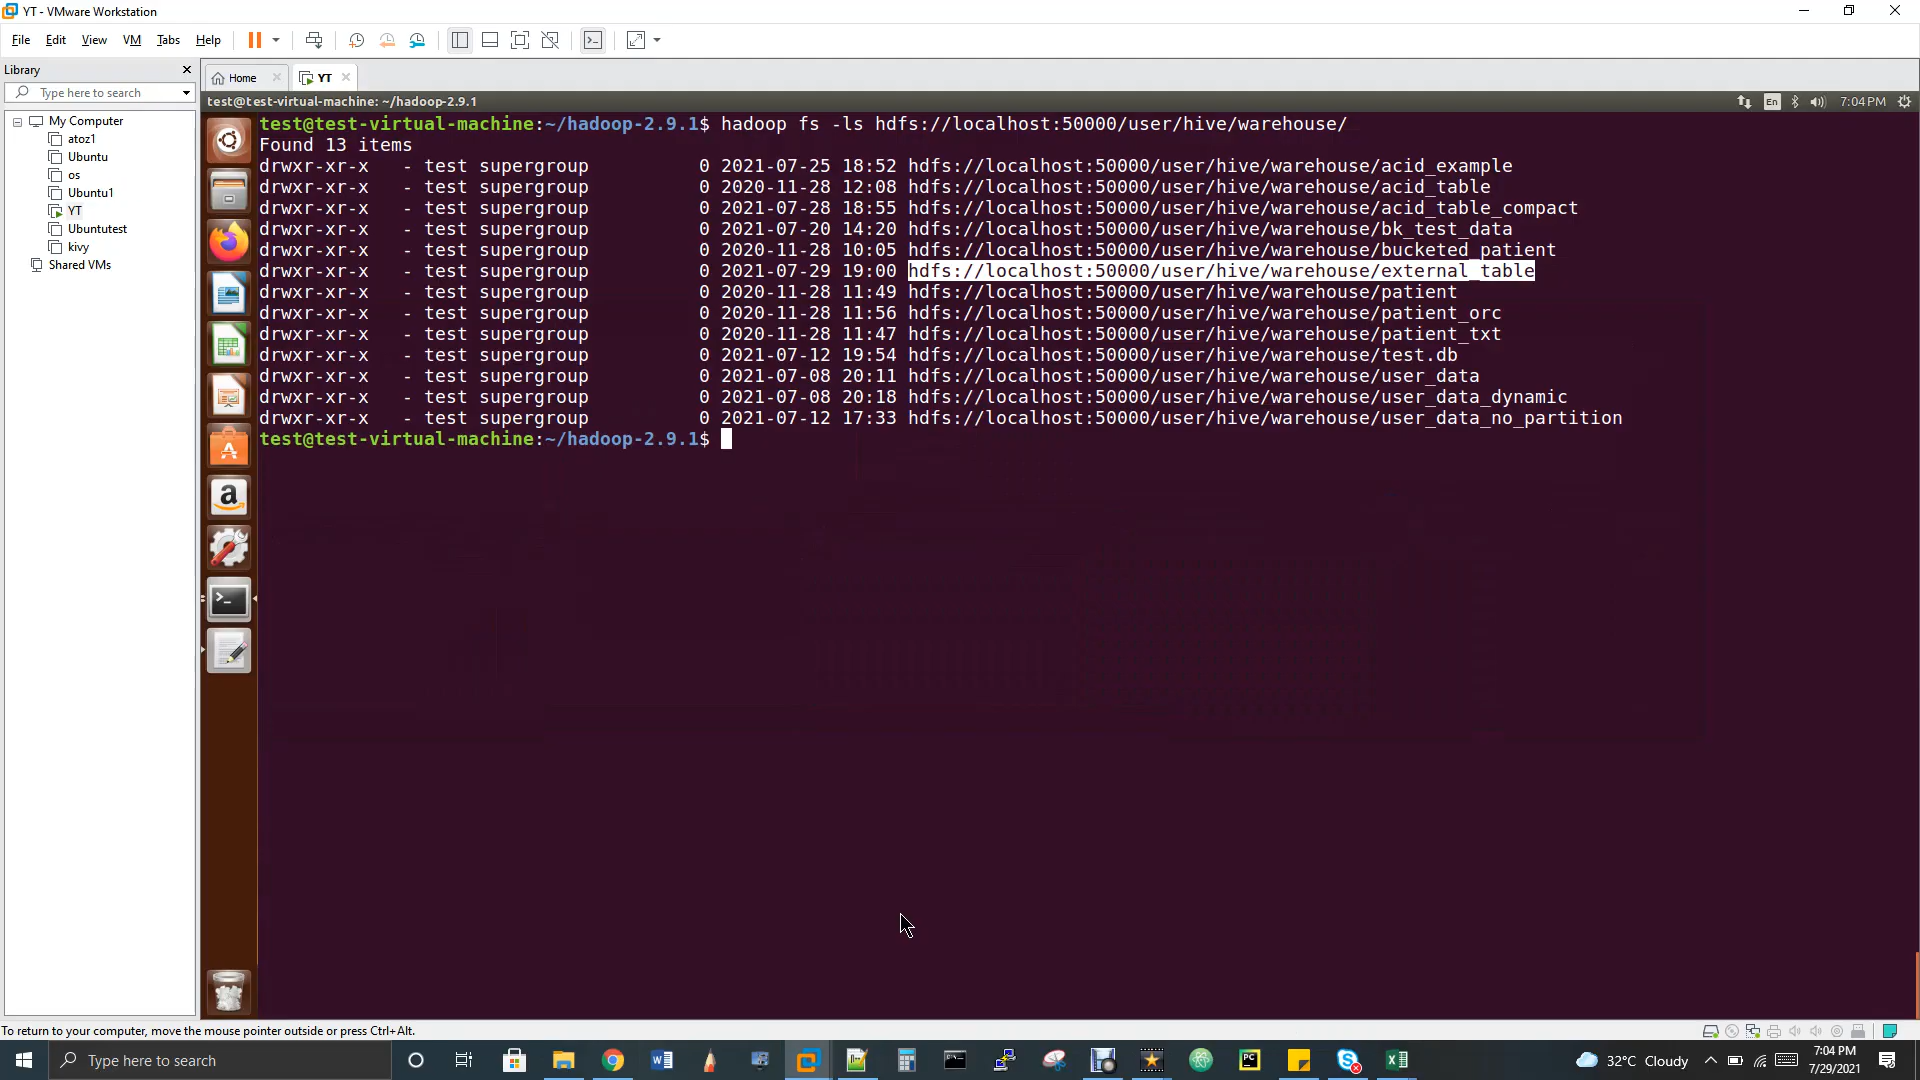 YT - VMware Workstation
File Edit View VM Tabs Help
Library
Type here to search
My Computer
atoz1
Ubuntu
os
Ubuntu1
YT
Ubuntutest
kivy
Shared VMs
Home
YT
test@test-virtual-machine: ~/hadoop-2.9.1
En
7:04 PM
test@test-virtual-machine:~/hadoop-2.9.1$ hadoop fs -ls hdfs://localhost:50000/user/hive/warehouse/
Found 13 items
drwxr-xr-x - test supergroup 0 2021-07-25 18:52 hdfs://localhost:50000/user/hive/warehouse/acid_example
drwxr-xr-x - test supergroup 0 2020-11-28 12:08 hdfs://localhost:50000/user/hive/warehouse/acid_table
drwxr-xr-x - test supergroup 0 2021-07-28 18:55 hdfs://localhost:50000/user/hive/warehouse/acid_table_compact
drwxr-xr-x - test supergroup 0 2021-07-20 14:20 hdfs://localhost:50000/user/hive/warehouse/bk_test_data
drwxr-xr-x - test supergroup 0 2020-11-28 10:05 hdfs://localhost:50000/user/hive/warehouse/bucketed_patient
drwxr-xr-x - test supergroup 0 2021-07-29 19:00 hdfs://localhost:50000/user/hive/warehouse/external_table
drwxr-xr-x - test supergroup 0 2020-11-28 11:49 hdfs://localhost:50000/user/hive/warehouse/patient
drwxr-xr-x - test supergroup 0 2020-11-28 11:56 hdfs://localhost:50000/user/hive/warehouse/patient_orc
drwxr-xr-x - test supergroup 0 2020-11-28 11:47 hdfs://localhost:50000/user/hive/warehouse/patient_txt
drwxr-xr-x - test supergroup 0 2021-07-12 19:54 hdfs://localhost:50000/user/hive/warehouse/test.db
drwxr-xr-x - test supergroup 0 2021-07-08 20:11 hdfs://localhost:50000/user/hive/warehouse/user_data
drwxr-xr-x - test supergroup 0 2021-07-08 20:18 hdfs://localhost:50000/user/hive/warehouse/user_data_dynamic
drwxr-xr-x - test supergroup 0 2021-07-12 17:33 hdfs://localhost:50000/user/hive/warehouse/user_data_no_partition
test@test-virtual-machine:~/hadoop-2.9.1$
To return to your computer, move the mouse pointer outside or press Ctrl+Alt.
Type here to search
32°C Cloudy
7:04 PM
7/29/2021